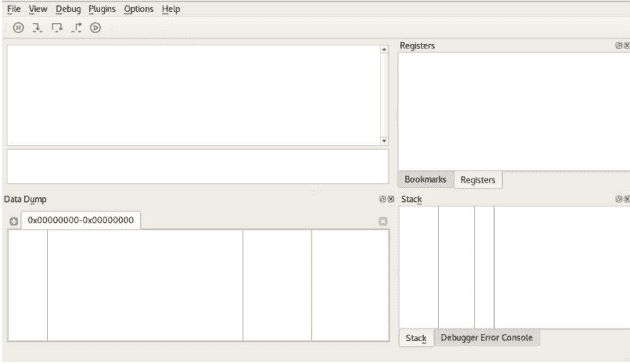 File View Debug Plugins Options Help
Registers
Bookmarks Registers
Data Dump
0x00000000-0x00000000
Stack
Stack Debugger Error Console